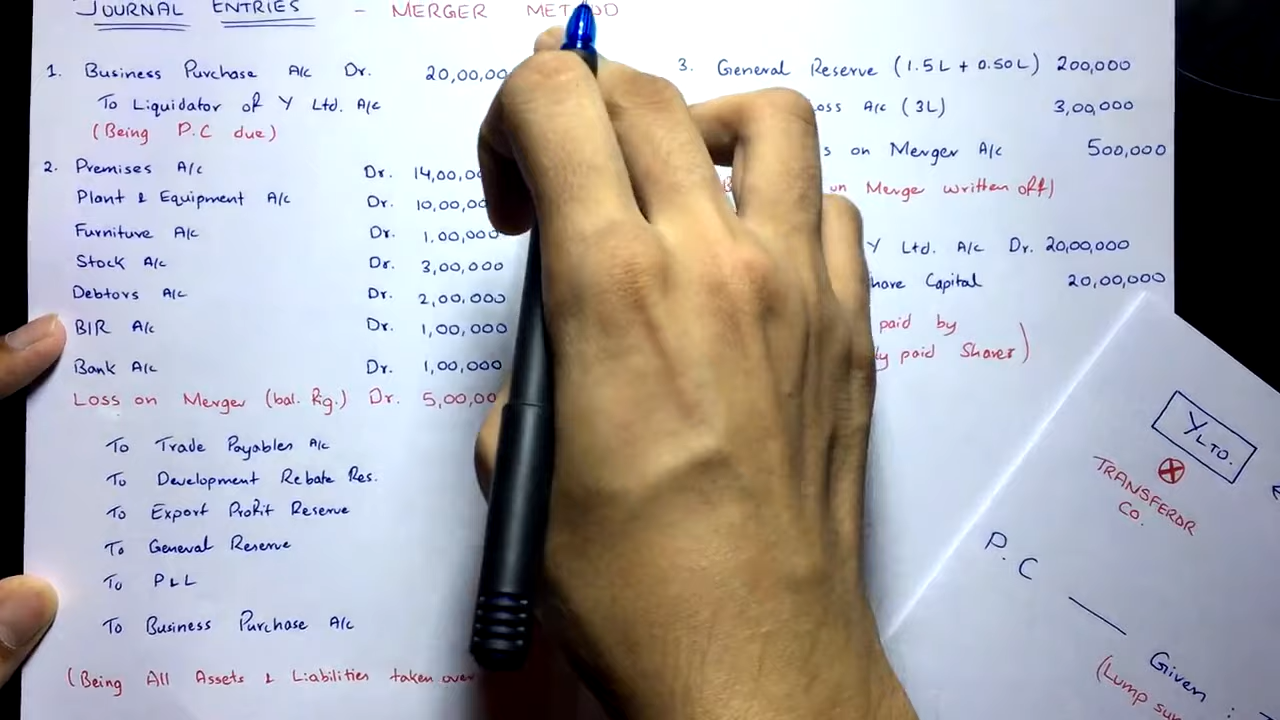 JOURNAL ENTRIES - MERGER
1. Business Purchase A/c Dr. 20,00,00
To Liquidator of Y Ltd. A/c
(Being P.C due)
2. Premises A/c Dr. 14,00,00
Plant & Equipment A/c Dr. 10,00,00
Furniture A/c Dr. 1,00,000
Stock A/c Dr. 3,00,000
Debtors A/c Dr. 2,00,000
B/R A/c Dr. 1,00,000
Bank A/c Dr. 1,00,000
Loss on Merger (bal. fig.) Dr. 5,00,00
To Trade Payables A/c
To Development Rebate Res.
To Export Profit Reserve
To General Reserve
To P&L
To Business Purchase A/c
(Being All Assets & Liabilities taken over
3. General Reserve (1.5L + 0.50L) 200,000
oss A/c (3L) 3,00,000
s on Merger A/c 500,000
on Merger written off)
Y Ltd. A/c Dr. 20,00,000
hare Capital 20,00,000
paid by
ly paid Shares)
Y LTD.
TRANSFEROR
CO.
P.C — Given :
(Lump sum